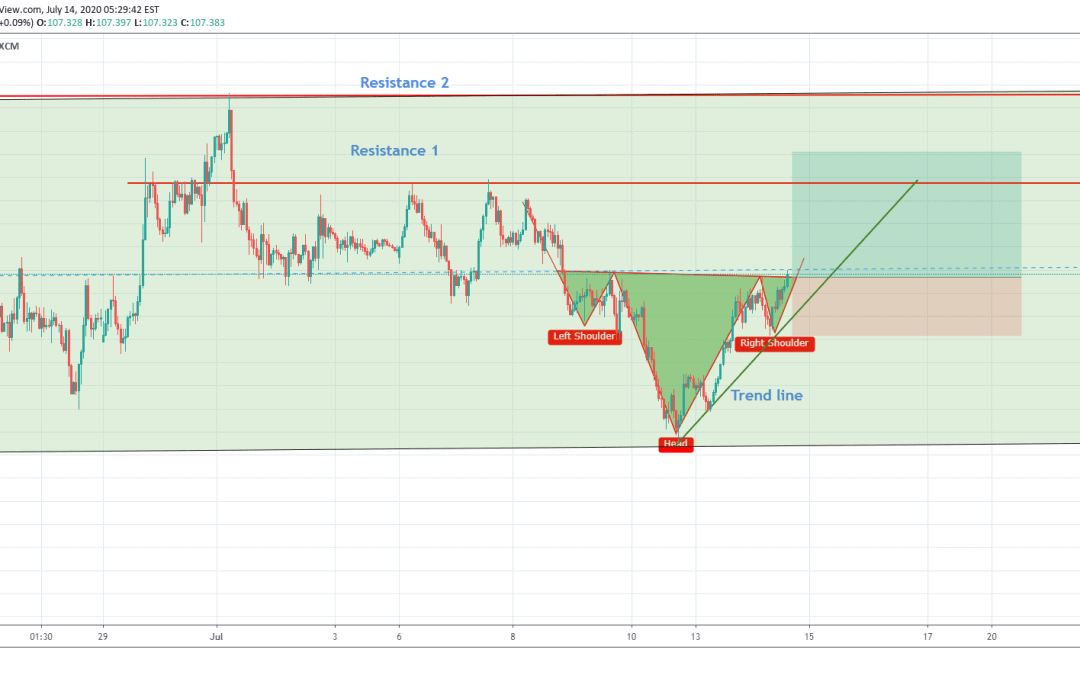 View.com, July 14, 2020 05:29:42 EST
+0.09%) O:107.328 H:107.397 L:107.323 C:107.383
XCM
Resistance 2
Resistance 1
Left Shoulder
Right Shoulder
Trend line
Head
01:30 29 Jul 3 6 8 10 13 15 17 20